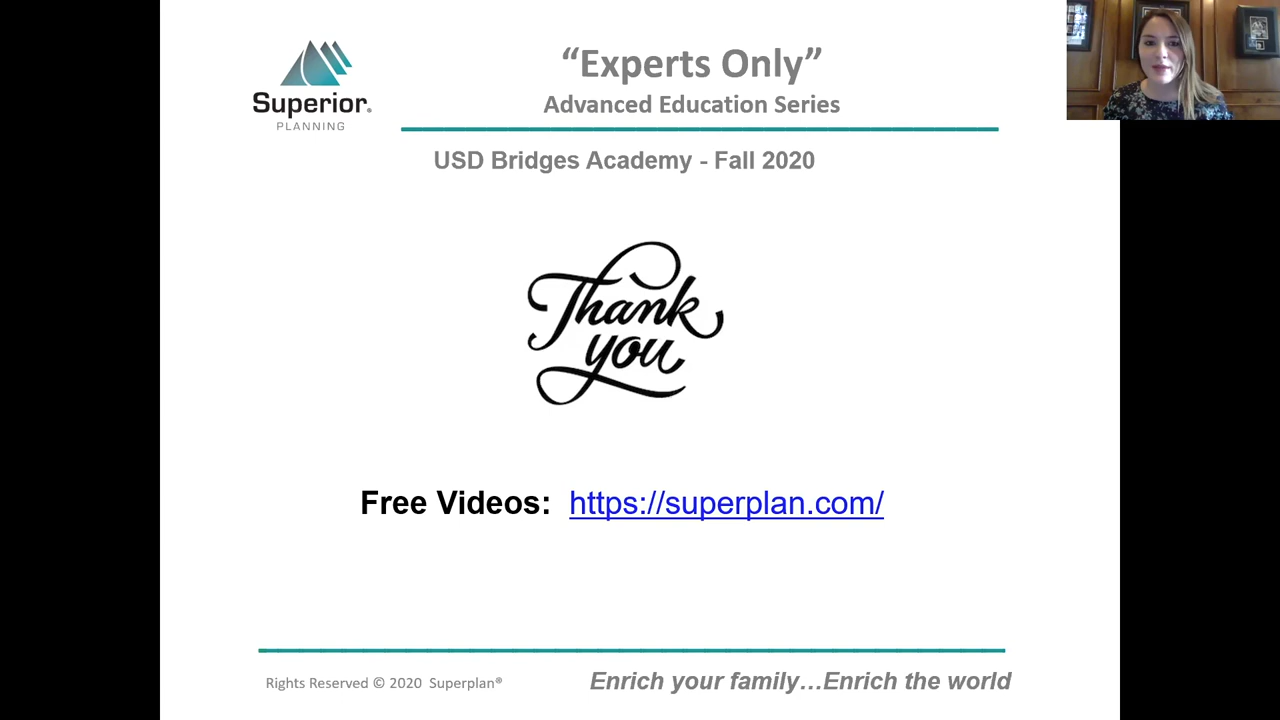 Superior®
PLANNING
“Experts Only”
Advanced Education Series
USD Bridges Academy - Fall 2020
Thank
you
Free Videos: https://superplan.com/
Rights Reserved © 2020 Superplan®
Enrich your family…Enrich the world